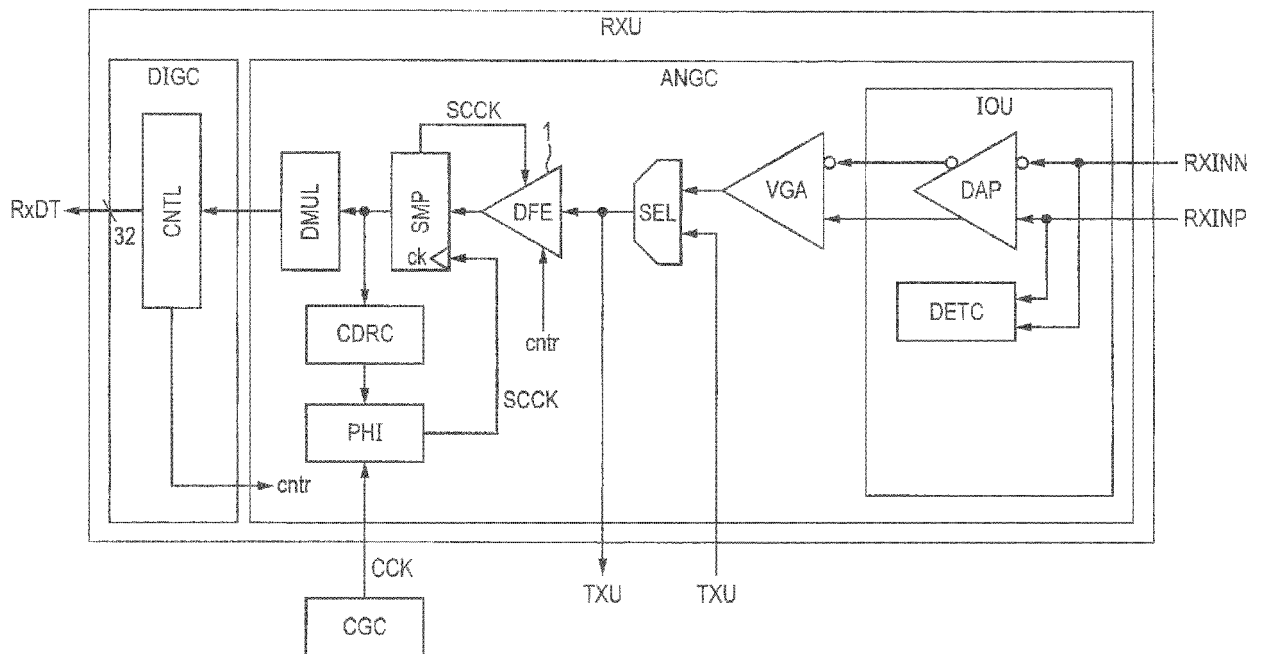 RXU
DIGC
ANGC
IOU
SCCK
1
RXINN
RxDT
32
CNTL
DMUL
SMP
ck
DFE
SEL
VGA
DAP
RXINP
DETC
CDRC
cntr
SCCK
PHI
cntr
CCK
TXU
TXU
CGC